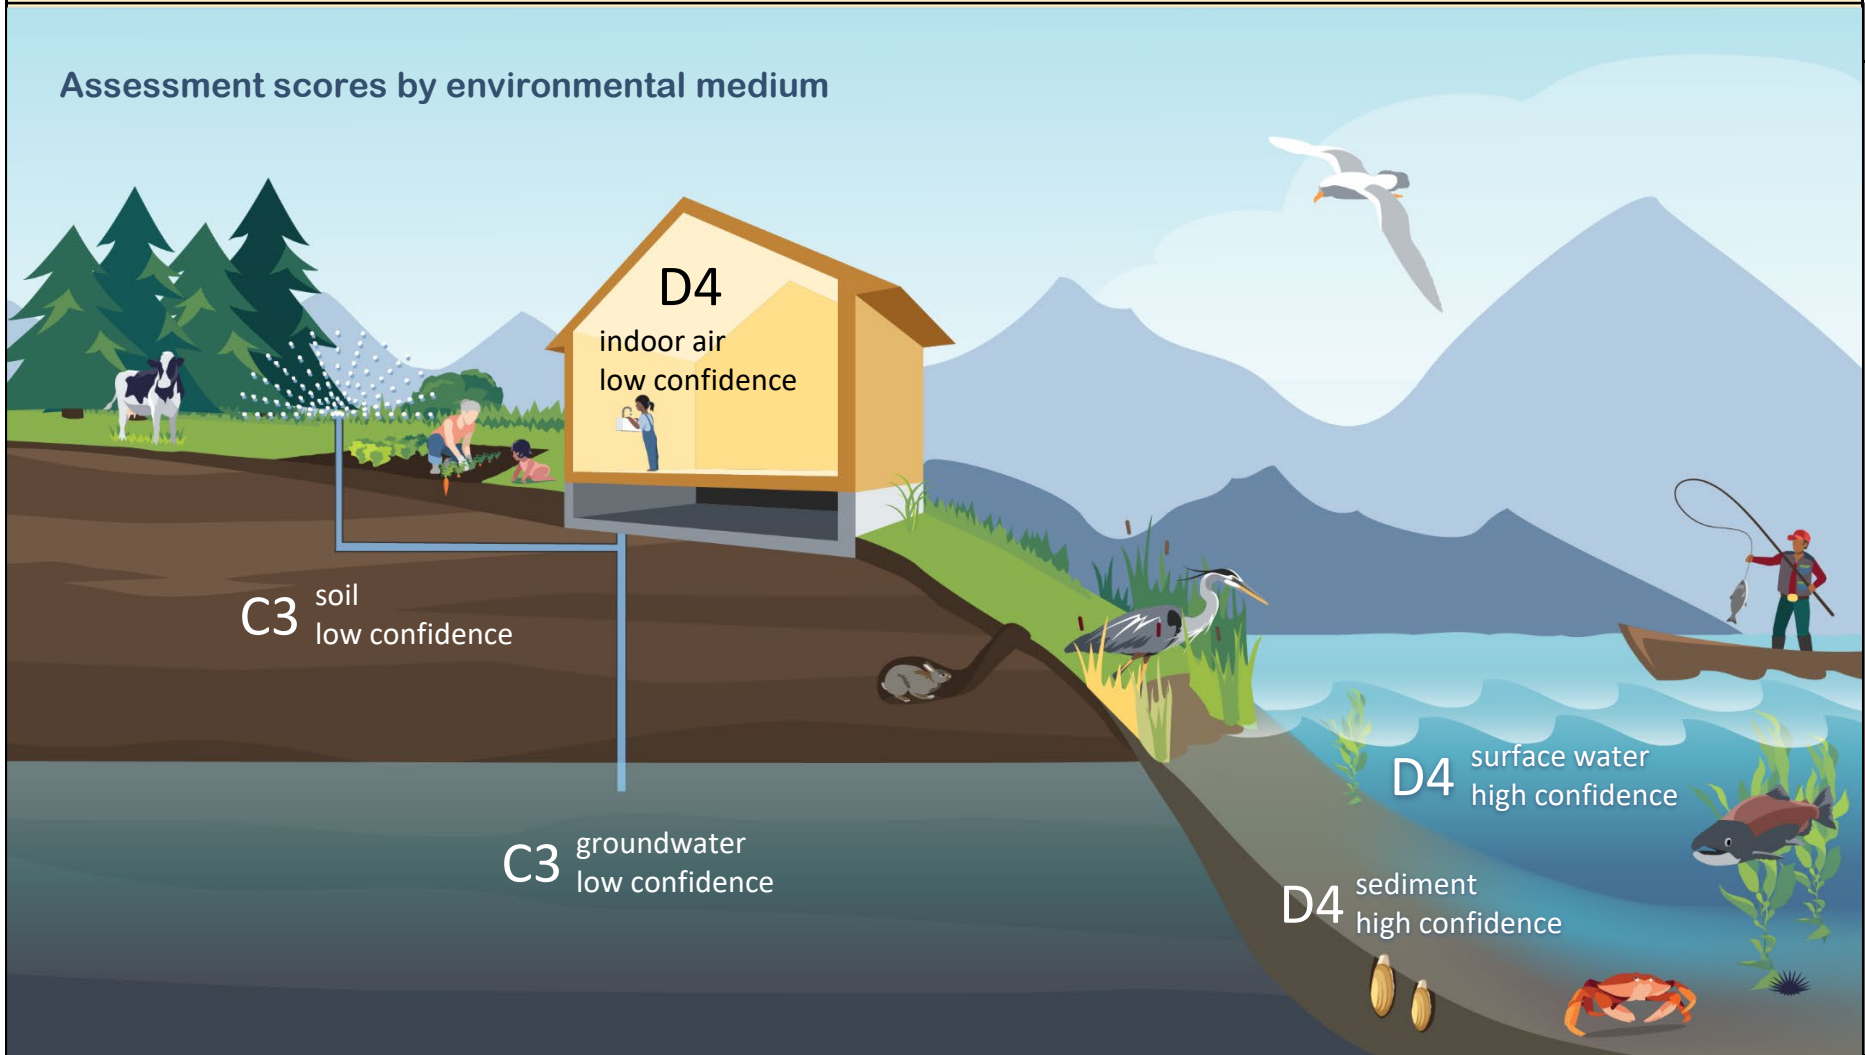 Assessment scores by environmental medium
D4
indoor air
low confidence
C3
soil
low confidence
D4
surface water
high confidence
C3
groundwater
low confidence
D4
sediment
high confidence